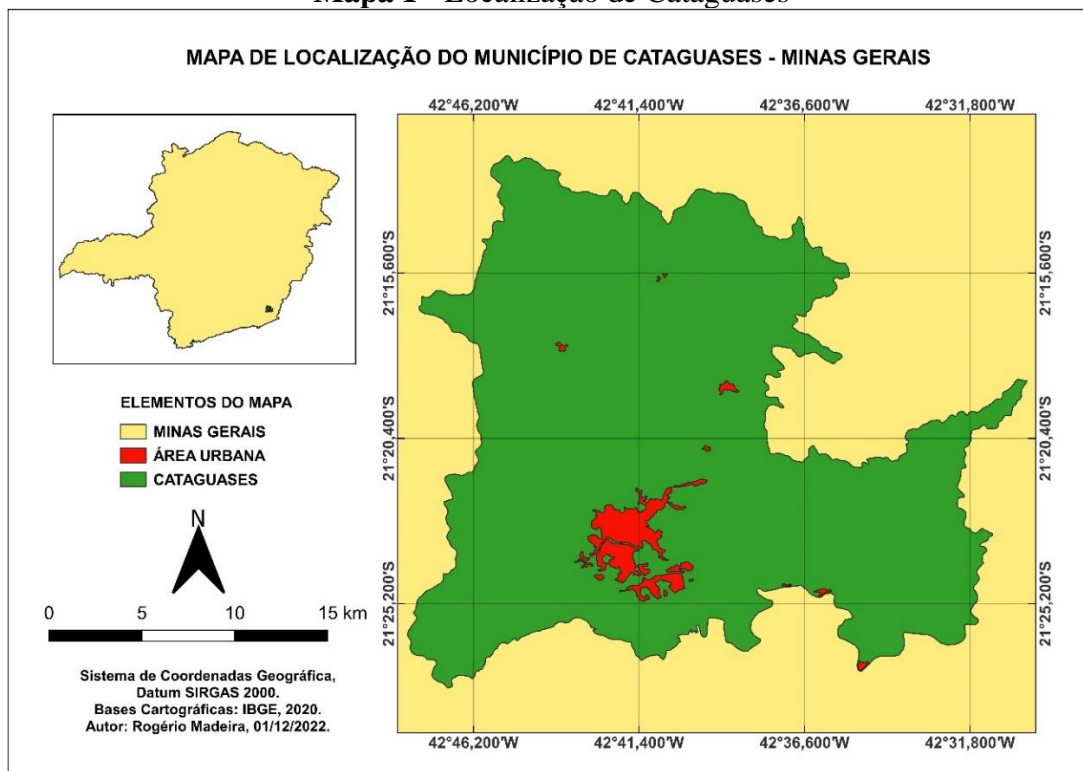 Mapa 1 - Localização de Cataguases
MAPA DE LOCALIZAÇÃO DO MUNICÍPIO DE CATAGUASES - MINAS GERAIS
42°46,200'W 42°41,400'W 42°36,600'W 42°31,800'W
21°15,600'S 21°15,600'S
21°20,400'S 21°20,400'S
21°25,200'S 21°25,200'S
ELEMENTOS DO MAPA
MINAS GERAIS
ÁREA URBANA
CATAGUASES
N
0 5 10 15 km
Sistema de Coordenadas Geográfica,
Datum SIRGAS 2000.
Bases Cartográficas: IBGE, 2020.
Autor: Rogério Madeira, 01/12/2022.
42°46,200'W 42°41,400'W 42°36,600'W 42°31,800'W